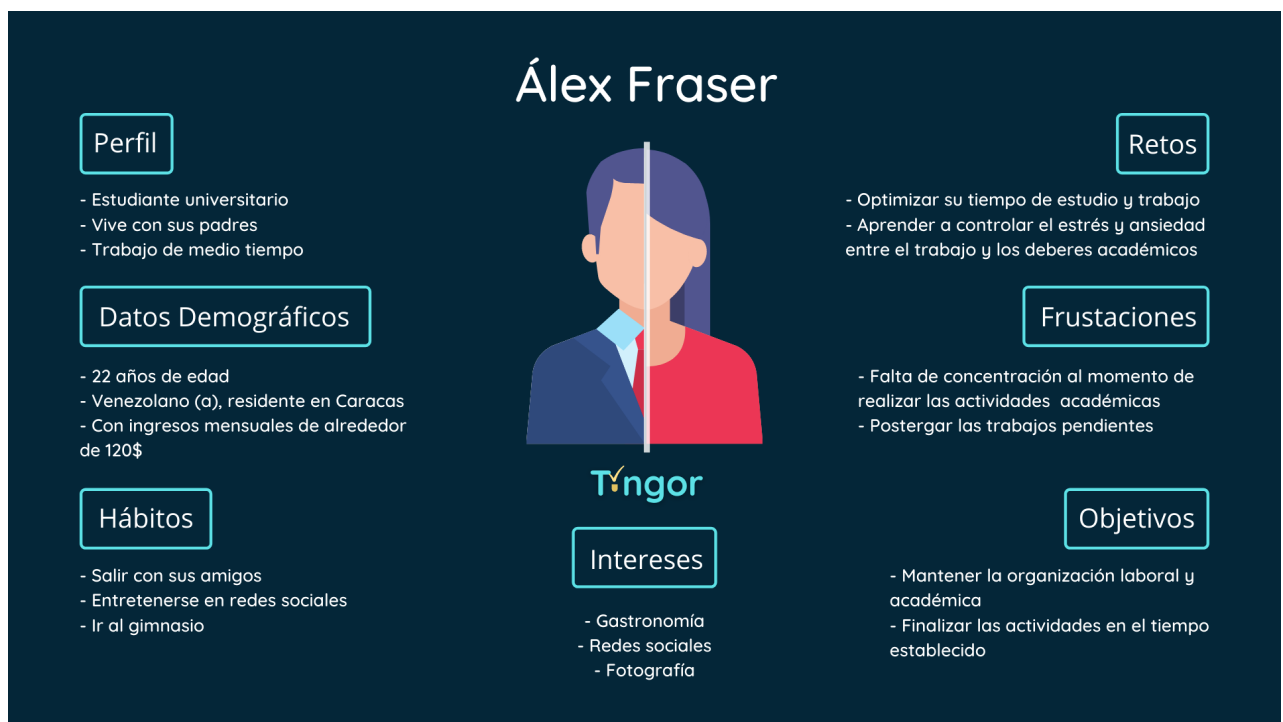 Álex Fraser
Perfil
- Estudiante universitario
- Vive con sus padres
- Trabajo de medio tiempo
Datos Demográficos
- 22 años de edad
- Venezolano (a), residente en Caracas
- Con ingresos mensuales de alrededor
de 120$
Hábitos
- Salir con sus amigos
- Entretenerse en redes sociales
- Ir al gimnasio
Tingor
Intereses
- Gastronomía
- Redes sociales
- Fotografía
Retos
- Optimizar su tiempo de estudio y trabajo
- Aprender a controlar el estrés y ansiedad
entre el trabajo y los deberes académicos
Frustaciones
- Falta de concentración al momento de
realizar las actividades  académicas
- Postergar las trabajos pendientes
Objetivos
- Mantener la organización laboral y
académica
- Finalizar las actividades en el tiempo
establecido